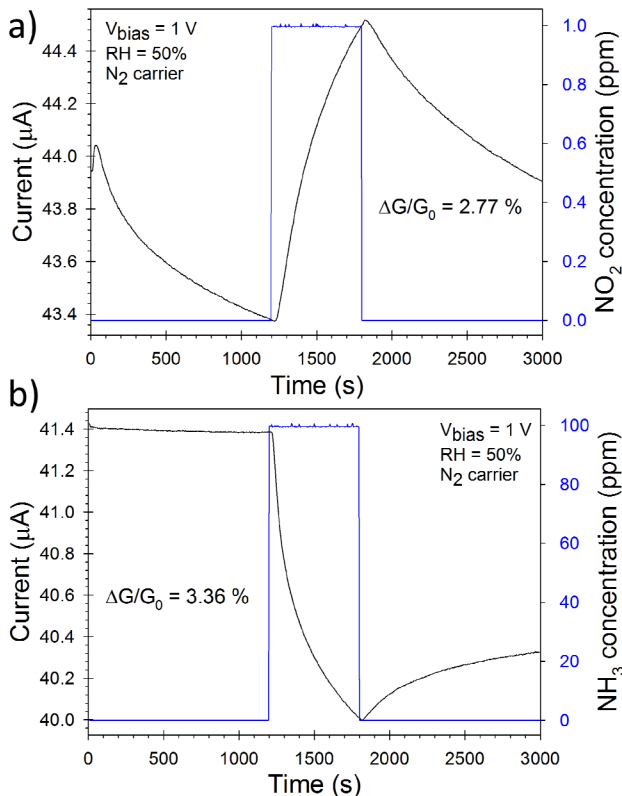 a)
V_bias = 1 V
RH = 50%
N₂ carrier
ΔG/G₀ = 2.77 %
Current (μA)
44.4
44.2
44.0
43.8
43.6
43.4
NO₂ concentration (ppm)
1.0
0.8
0.6
0.4
0.2
0.0
0 500 1000 1500 2000 2500 3000
Time (s)
b)
V_bias = 1 V
RH = 50%
N₂ carrier
ΔG/G₀ = 3.36 %
Current (μA)
41.4
41.2
41.0
40.8
40.6
40.4
40.2
40.0
NH₃ concentration (ppm)
100
80
60
40
20
0
0 500 1000 1500 2000 2500 3000
Time (s)